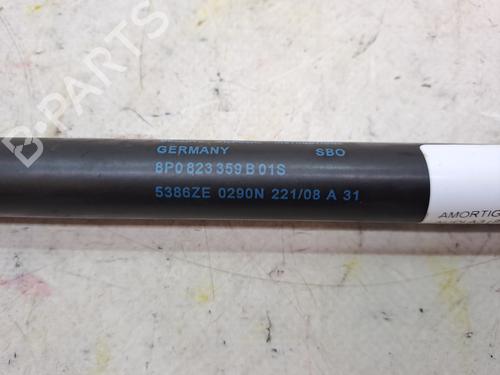 GERMANY SBO
8P0 823 359 B 01S
5386ZE 0290N 221/08 A 31
AMORTIG
B-PARTS